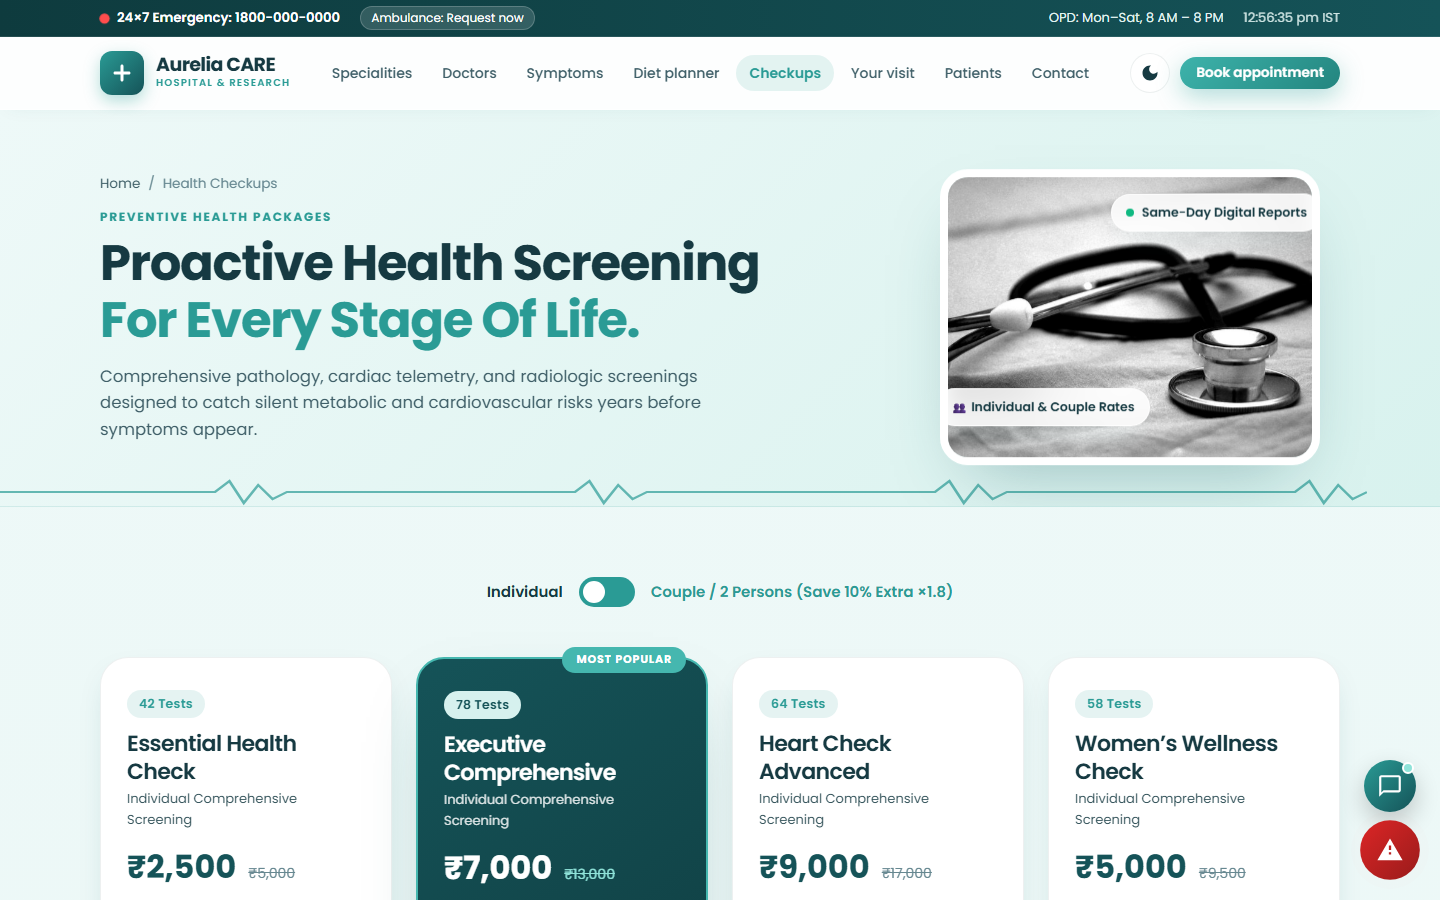 24×7 Emergency: 1800-000-0000
Ambulance: Request now
OPD: Mon–Sat, 8 AM – 8 PM
12:56:35 pm IST
Aurelia CARE
HOSPITAL & RESEARCH
Specialities
Doctors
Symptoms
Diet planner
Checkups
Your visit
Patients
Contact
Book appointment
Home / Health Checkups
PREVENTIVE HEALTH PACKAGES
Proactive Health Screening
For Every Stage Of Life.
Comprehensive pathology, cardiac telemetry, and radiologic screenings
designed to catch silent metabolic and cardiovascular risks years before
symptoms appear.
Same-Day Digital Reports
Individual & Couple Rates
Individual
Couple / 2 Persons (Save 10% Extra ×1.8)
42 Tests
Essential Health
Check
Individual Comprehensive
Screening
₹2,500 ₹5,000
MOST POPULAR
78 Tests
Executive
Comprehensive
Individual Comprehensive
Screening
₹7,000 ₹13,000
64 Tests
Heart Check
Advanced
Individual Comprehensive
Screening
₹9,000 ₹17,000
58 Tests
Women’s Wellness
Check
Individual Comprehensive
Screening
₹5,000 ₹9,500